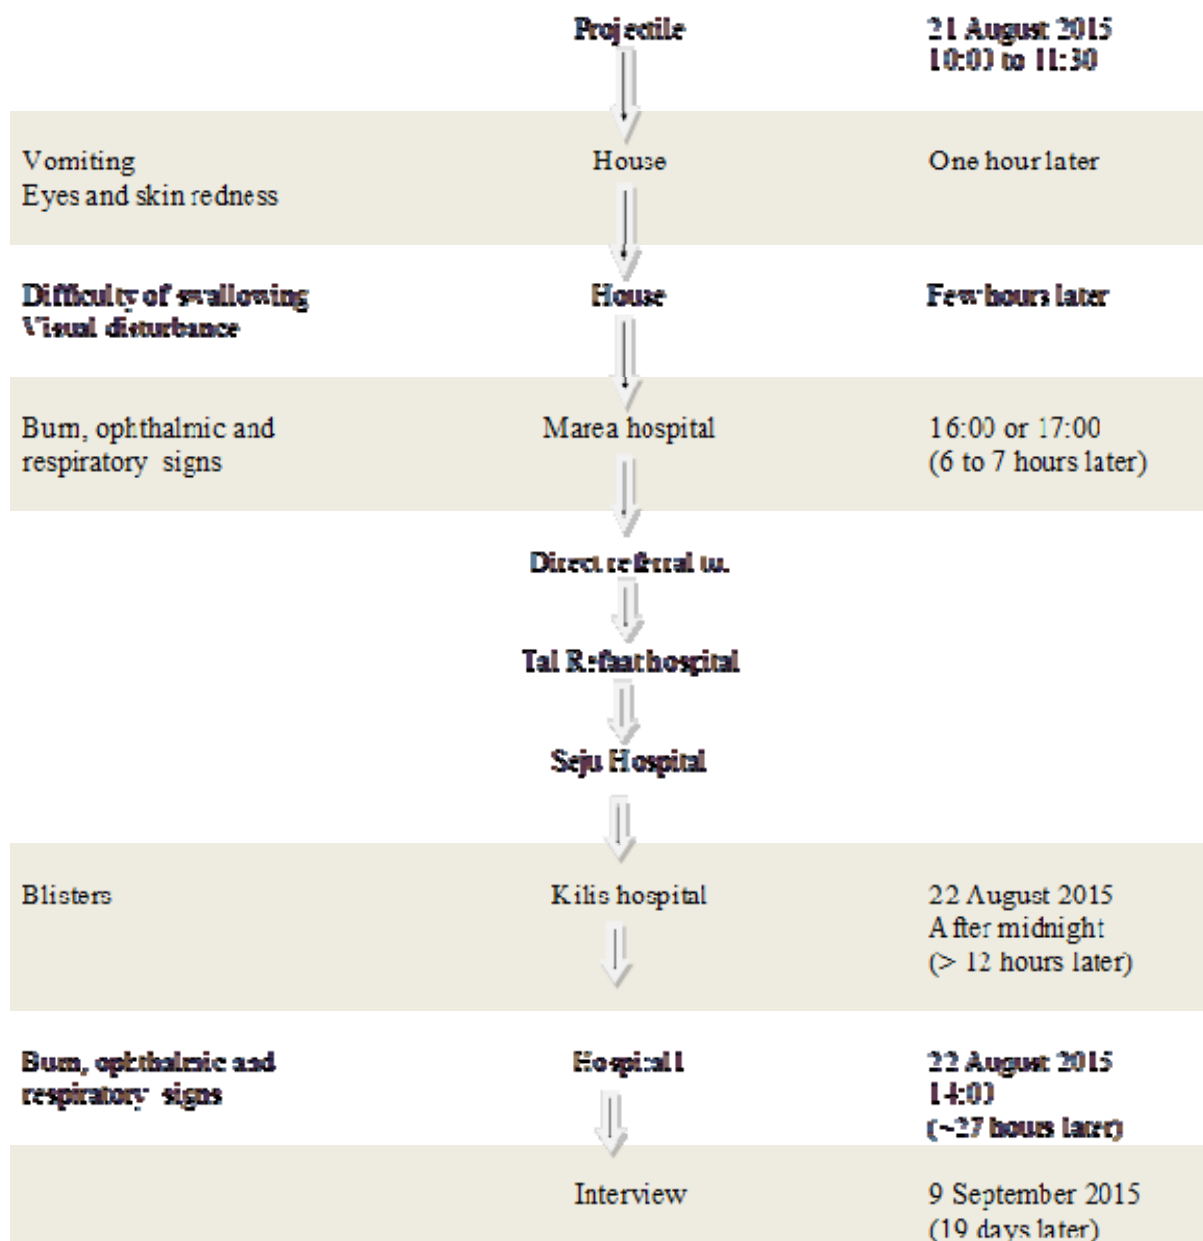 Projectile
21 August 2015
10:00 to 11:30
Vomiting
Eyes and skin redness
House
One hour later
Difficulty of swallowing
Visual disturbance
House
Few hours later
Burn, ophthalmic and
respiratory signs
Marea hospital
16:00 or 17:00
(6 to 7 hours later)
Direct referral to.
Tal Refaat hospital
Seju Hospital
Blisters
Kilis hospital
22 August 2015
After midnight
(> 12 hours later)
Burn, ophthalmic and
respiratory signs
Hospital1
22 August 2015
14:00
(~27 hours later)
Interview
9 September 2015
(19 days later)